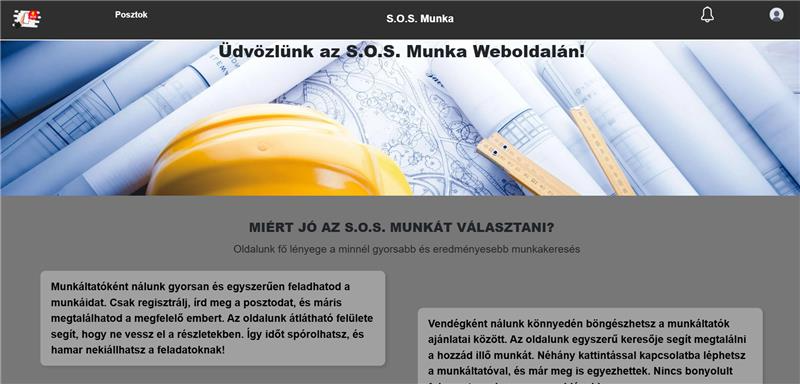 Posztok
S.O.S. Munka
Üdvözlünk az S.O.S. Munka Weboldalán!
MIÉRT JÓ AZ S.O.S. MUNKÁT VÁLASZTANI?
Oldalunk fő lényege a minnél gyorsabb és eredményesebb munkakeresés
Munkáltatóként nálunk gyorsan és egyszerűen feladhatod a
munkáidat. Csak regisztrálj, írd meg a posztodat, és máris
megtalálhatod a megfelelő embert. Az oldalunk átlátható felülete
segít, hogy ne vessz el a részletekben. Így időt spórolhatsz, és
hamar nekiállhatsz a feladatoknak!
Vendégként nálunk könnyedén böngészhetsz a munkáltatók
ajánlatai között. Az oldalunk egyszerű keresője segít megtalálni
a hozzád illő munkát. Néhány kattintással kapcsolatba léphetsz
a munkáltatóval, és már meg is egyezhettek. Nincs bonyolult